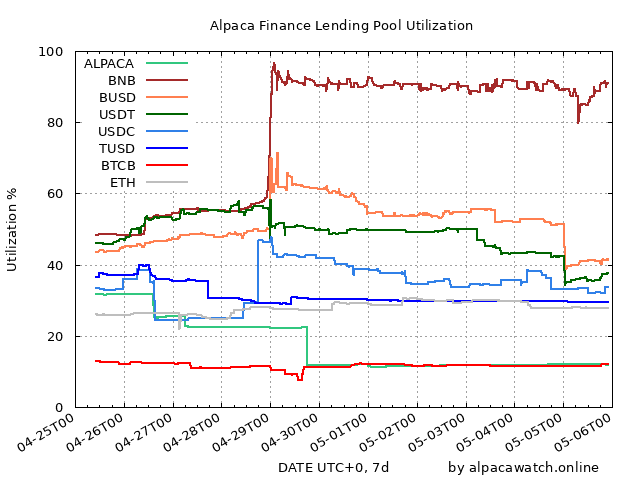 Alpaca Finance Lending Pool Utilization
100
80
60
40
20
0
Utilization %
ALPACA
BNB
BUSD
USDT
USDC
TUSD
BTCB
ETH
04-25T00
04-26T00
04-27T00
04-28T00
04-29T00
04-30T00
05-01T00
05-02T00
05-03T00
05-04T00
05-05T00
05-06T00
DATE UTC+0, 7d
by alpacawatch.online